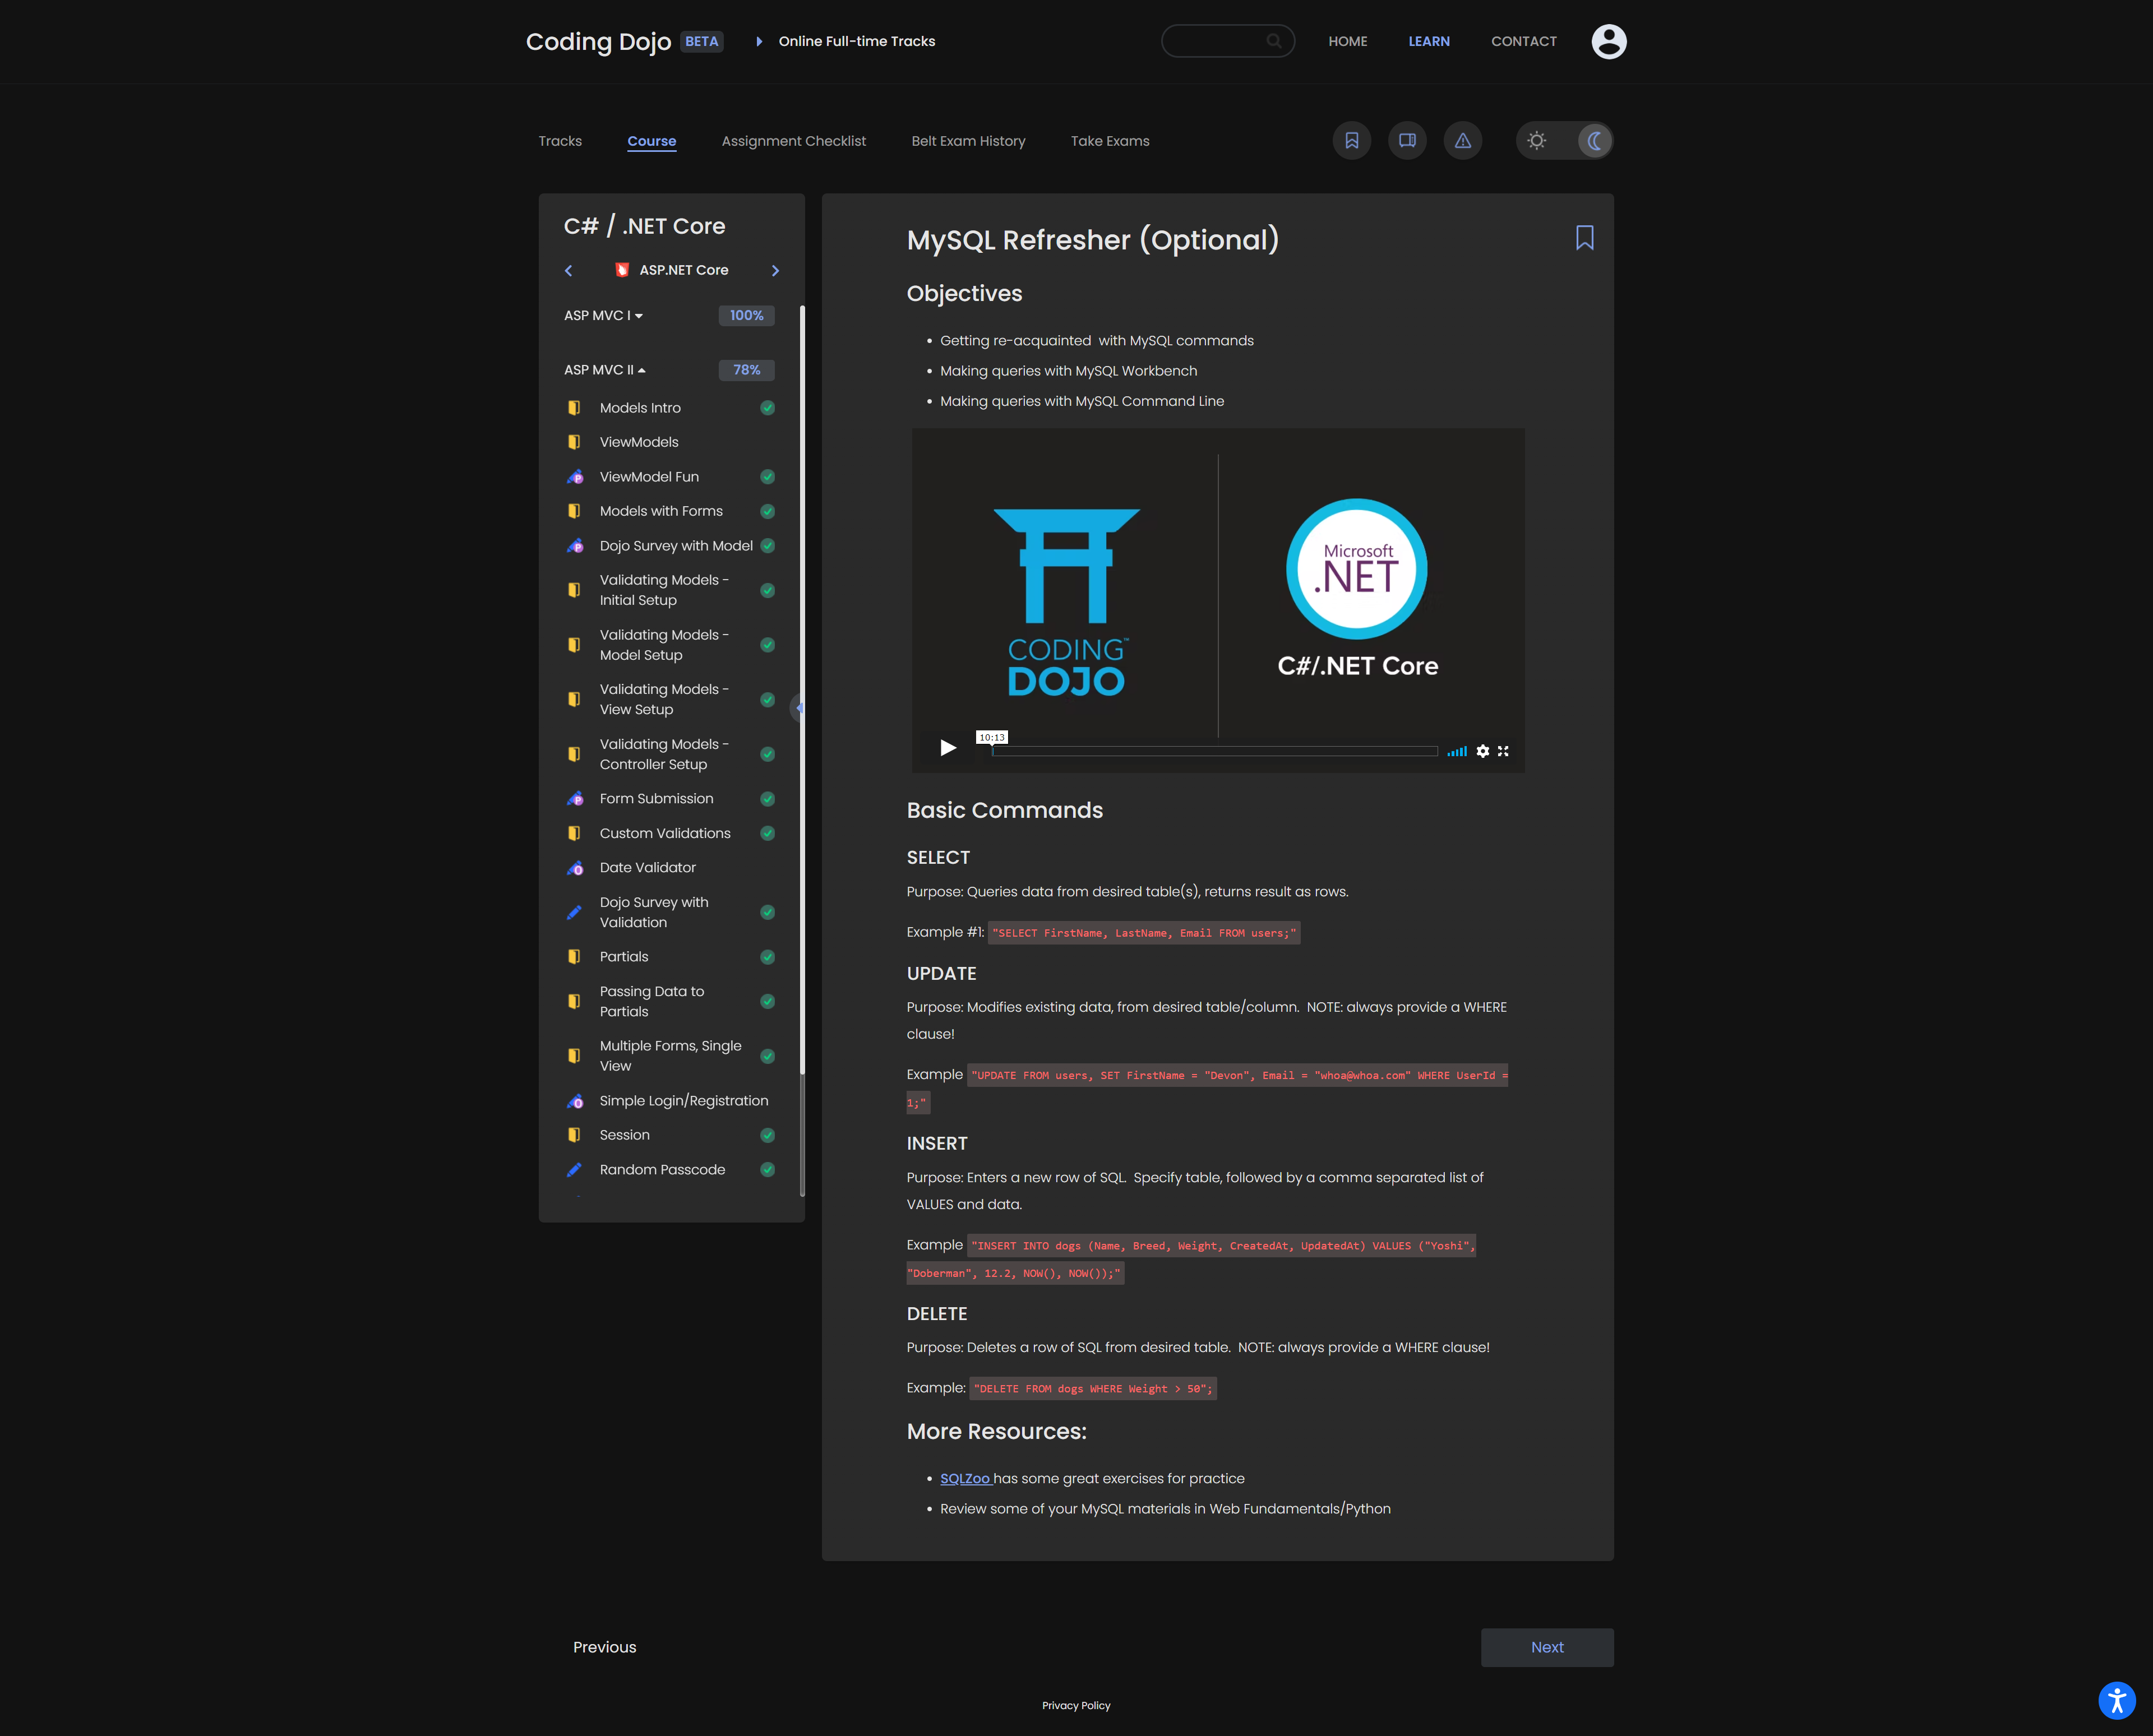 Coding Dojo BETA
Online Full-time Tracks
HOME
LEARN
CONTACT
Tracks
Course
Assignment Checklist
Belt Exam History
Take Exams
C# / .NET Core
ASP.NET Core
ASP MVC I 100%
ASP MVC II 78%
Models Intro
ViewModels
ViewModel Fun
Models with Forms
Dojo Survey with Model
Validating Models -
Initial Setup
Validating Models -
Model Setup
Validating Models -
View Setup
Validating Models -
Controller Setup
Form Submission
Custom Validations
Date Validator
Dojo Survey with
Validation
Partials
Passing Data to
Partials
Multiple Forms, Single
View
Simple Login/Registration
Session
Random Passcode
MySQL Refresher (Optional)
Objectives
• Getting re-acquainted  with MySQL commands
• Making queries with MySQL Workbench
• Making queries with MySQL Command Line
CODING™
DOJO
Microsoft
.NET
C#/.NET Core
10:13
Basic Commands
SELECT
Purpose: Queries data from desired table(s), returns result as rows.
Example #1: "SELECT FirstName, LastName, Email FROM users;"
UPDATE
Purpose: Modifies existing data, from desired table/column.  NOTE: always provide a WHERE
clause!
Example "UPDATE FROM users, SET FirstName = "Devon", Email = "whoa@whoa.com" WHERE UserId =
1;"
INSERT
Purpose: Enters a new row of SQL.  Specify table, followed by a comma separated list of
VALUES and data.
Example "INSERT INTO dogs (Name, Breed, Weight, CreatedAt, UpdatedAt) VALUES ("Yoshi",
"Doberman", 12.2, NOW(), NOW());"
DELETE
Purpose: Deletes a row of SQL from desired table.  NOTE: always provide a WHERE clause!
Example: "DELETE FROM dogs WHERE Weight > 50";
More Resources:
• SQLZoo has some great exercises for practice
• Review some of your MySQL materials in Web Fundamentals/Python
Previous
Next
Privacy Policy